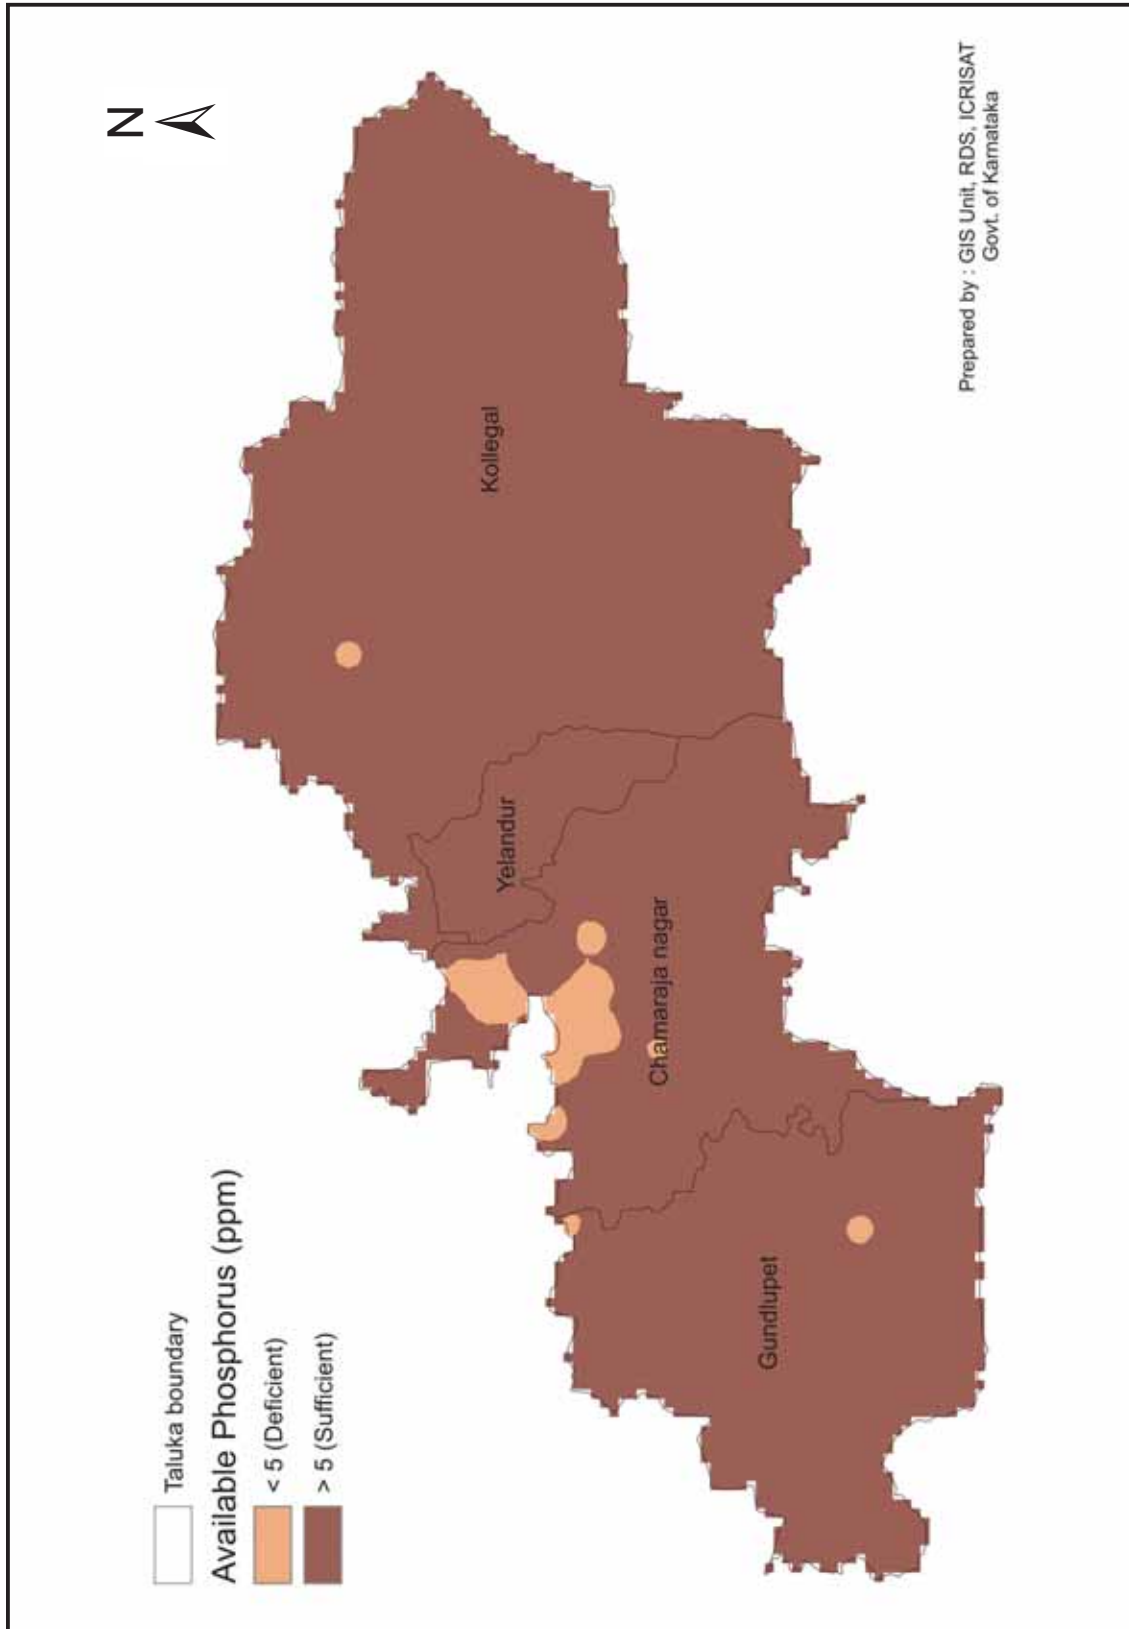 N
Kollegal
Yelandur
Chamaraja nagar
Gundlupet
Taluka boundary
Available Phosphorus (ppm)
< 5 (Deficient)
> 5 (Sufficient)
Prepared by : GIS Unit, RDS, ICRISAT
Govt. of Karnataka